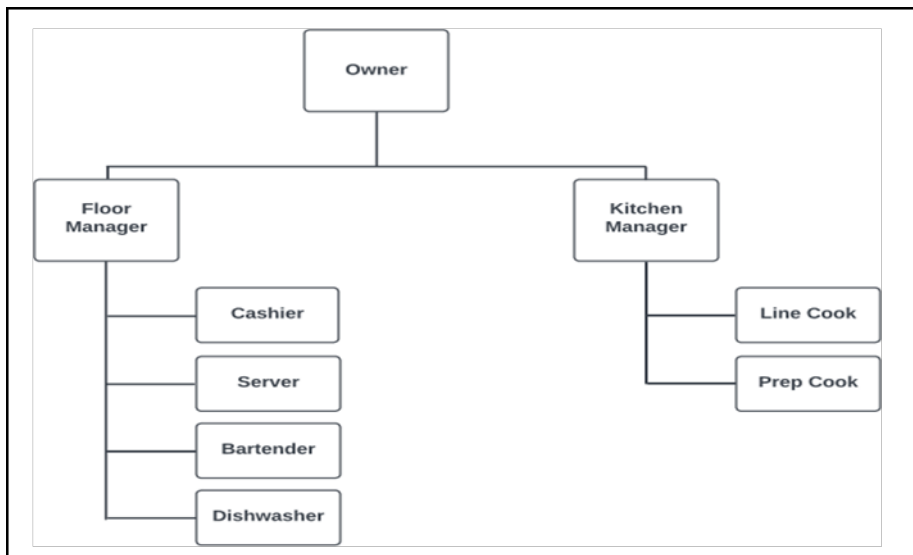 Owner
Floor
Manager
Kitchen
Manager
Cashier
Line Cook
Server
Prep Cook
Bartender
Dishwasher